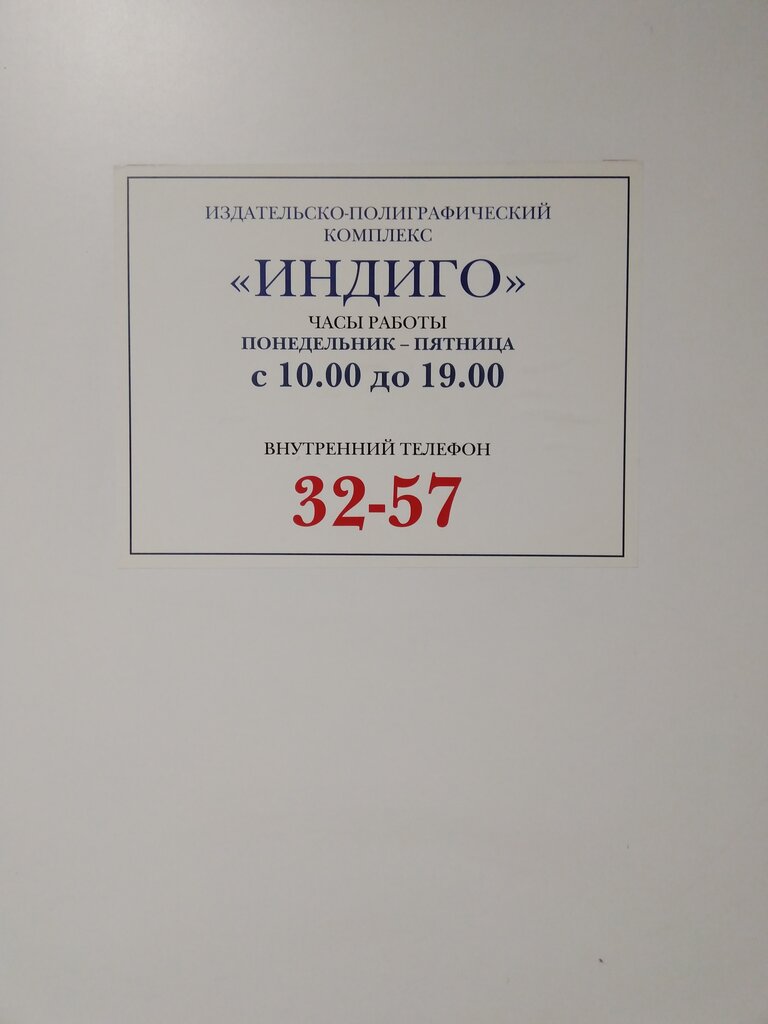 ИЗДАТЕЛЬСКО-ПОЛИГРАФИЧЕСКИЙ
КОМПЛЕКС
«ИНДИГО»
ЧАСЫ РАБОТЫ
ПОНЕДЕЛЬНИК – ПЯТНИЦА
с 10.00 до 19.00
ВНУТРЕННИЙ ТЕЛЕФОН
32-57